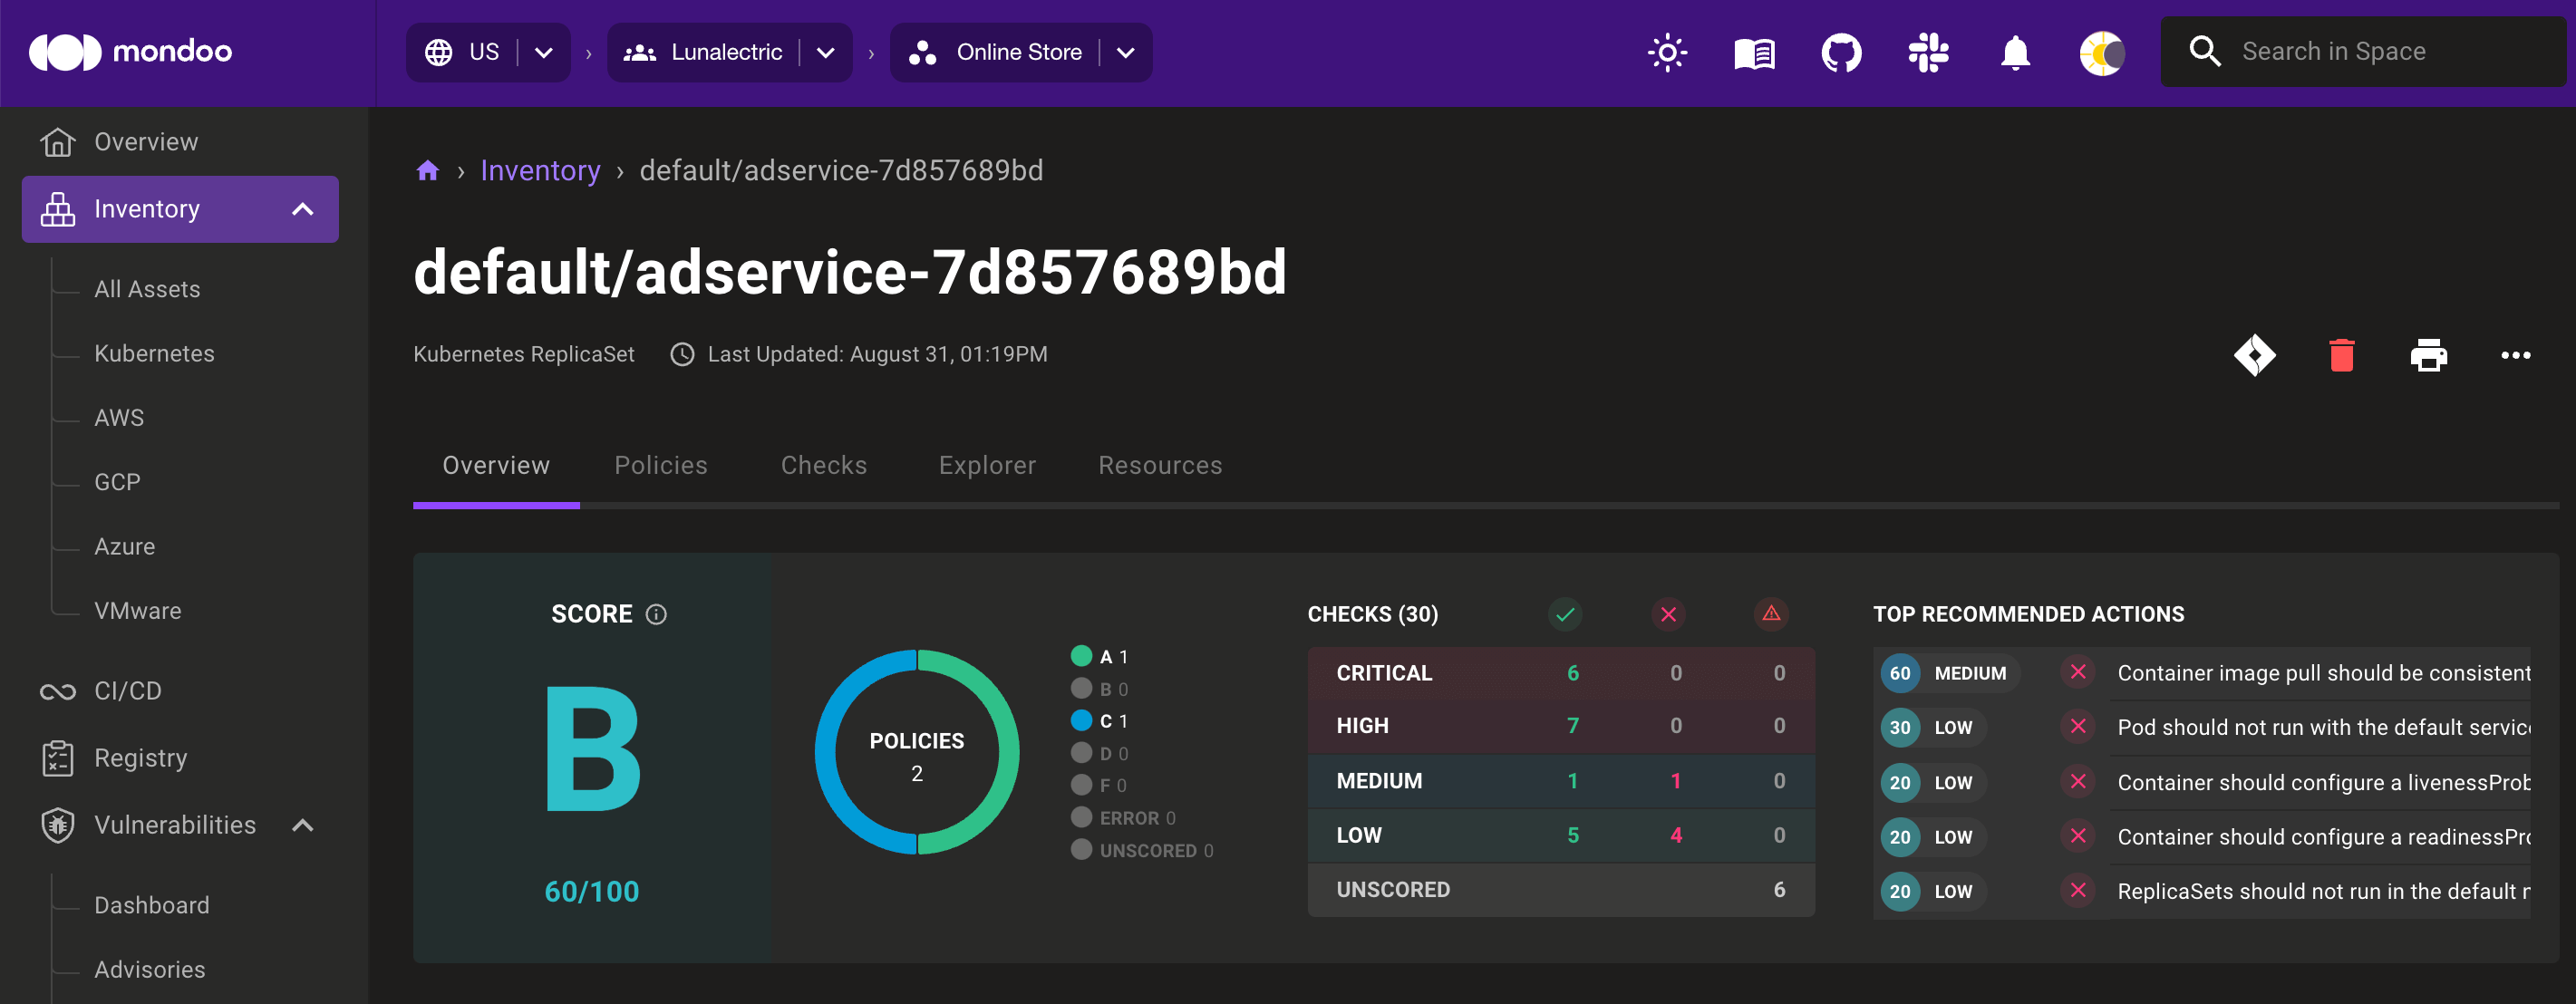 mondoo
US › Lunalectric › Online Store
Search in Space
Overview
Inventory
All Assets
Kubernetes
AWS
GCP
Azure
VMware
CI/CD
Registry
Vulnerabilities
Dashboard
Advisories
› Inventory › default/adservice-7d857689bd
default/adservice-7d857689bd
Kubernetes ReplicaSet Last Updated: August 31, 01:19PM
Overview Policies Checks Explorer Resources
SCORE
B
60/100
POLICIES
2
A 1
B 0
C 1
D 0
F 0
ERROR 0
UNSCORED 0
CHECKS (30)
CRITICAL 6 0 0
HIGH 7 0 0
MEDIUM 1 1 0
LOW 5 4 0
UNSCORED 6
TOP RECOMMENDED ACTIONS
60 MEDIUM Container image pull should be consistent
30 LOW Pod should not run with the default servic
20 LOW Container should configure a livenessProb
20 LOW Container should configure a readinessPro
20 LOW ReplicaSets should not run in the default n